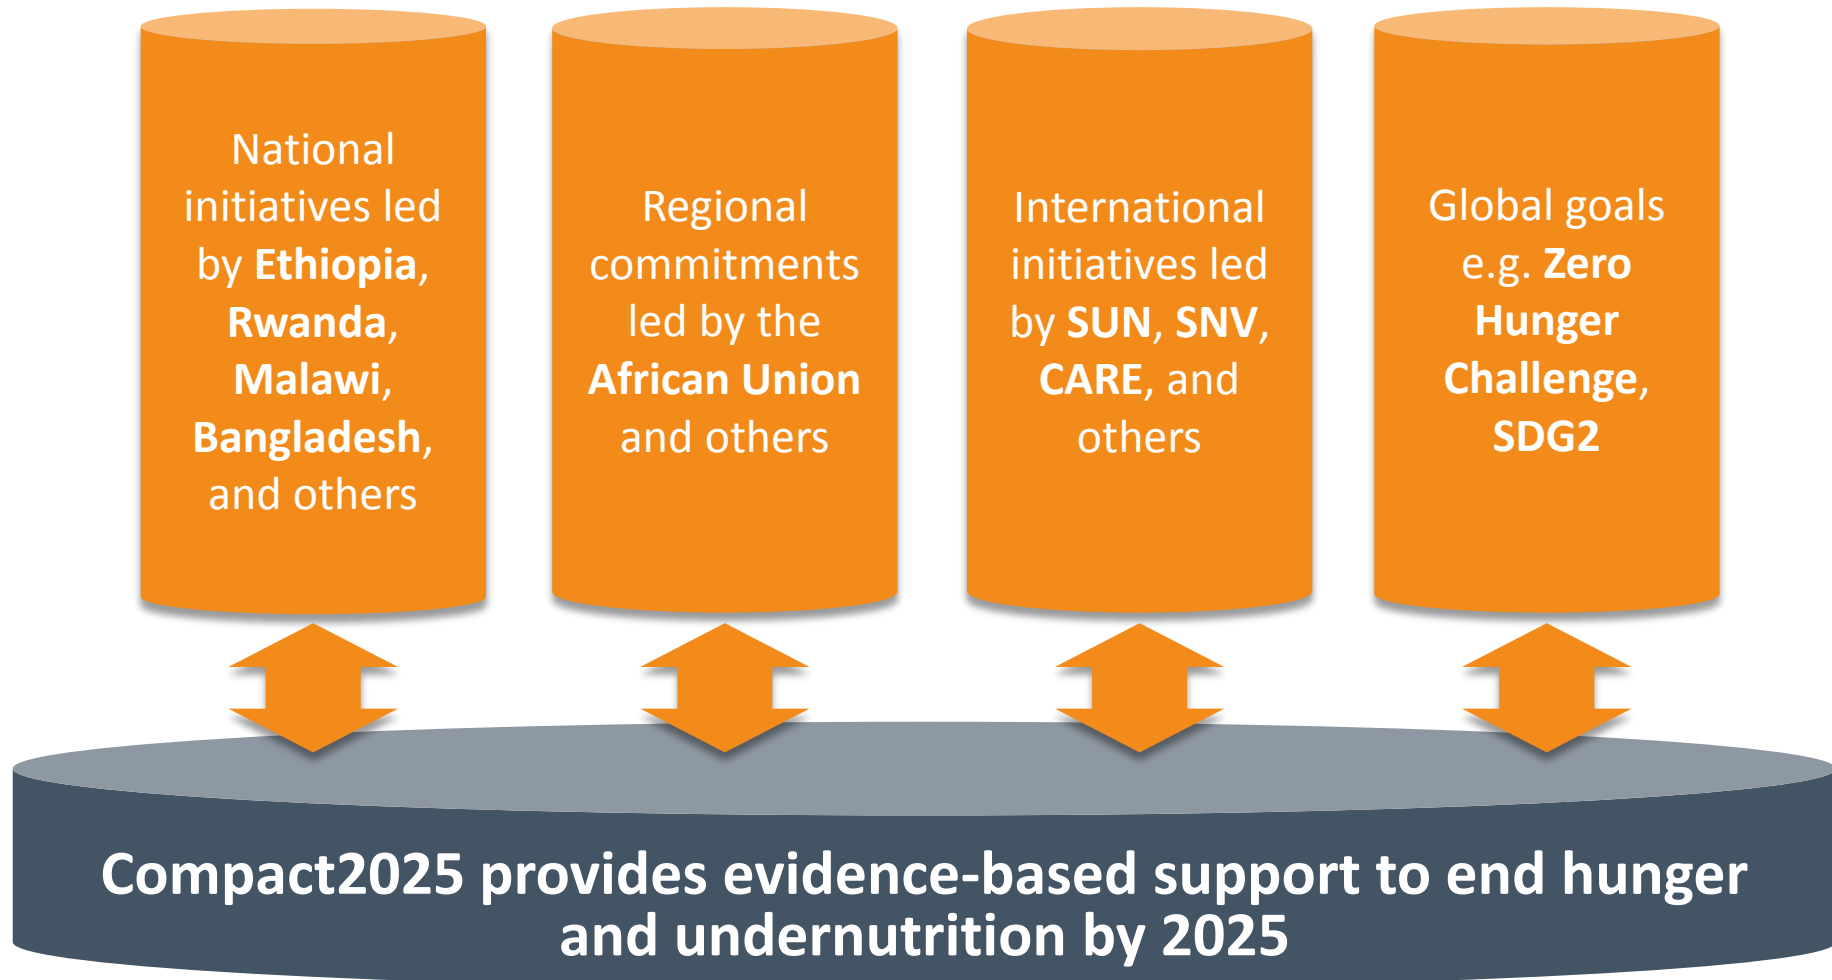 National
initiatives led
by Ethiopia,
Rwanda,
Malawi,
Bangladesh,
and others
Regional
commitments
led by the
African Union
and others
International
initiatives led
by SUN, SNV,
CARE, and
others
Global goals
e.g. Zero
Hunger
Challenge,
SDG2
Compact2025 provides evidence-based support to end hunger
and undernutrition by 2025